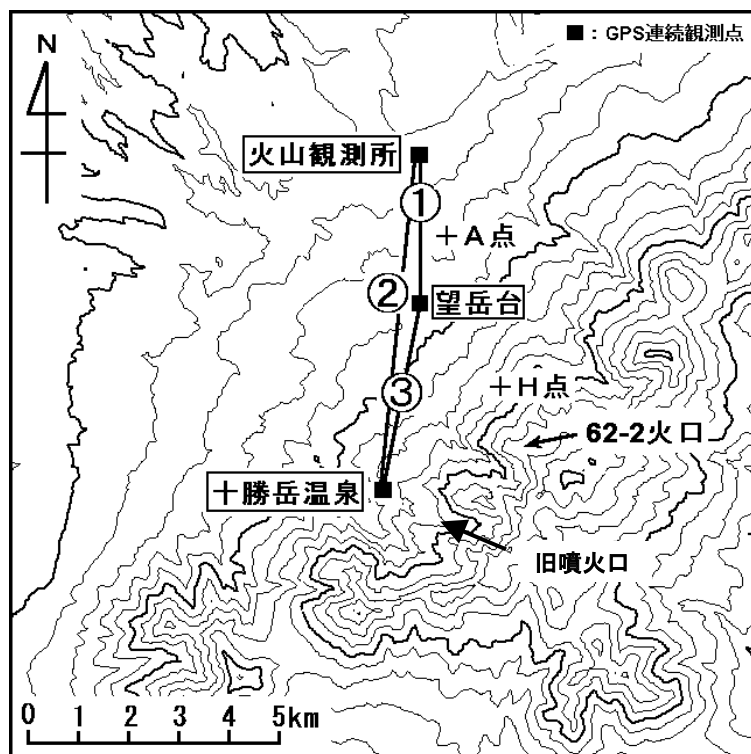 N
■：GPS連続観測点
火山観測所
①
＋A点
②
望岳台
③
＋H点
62-2火口
十勝岳温泉
旧噴火口
0 1 2 3 4 5km